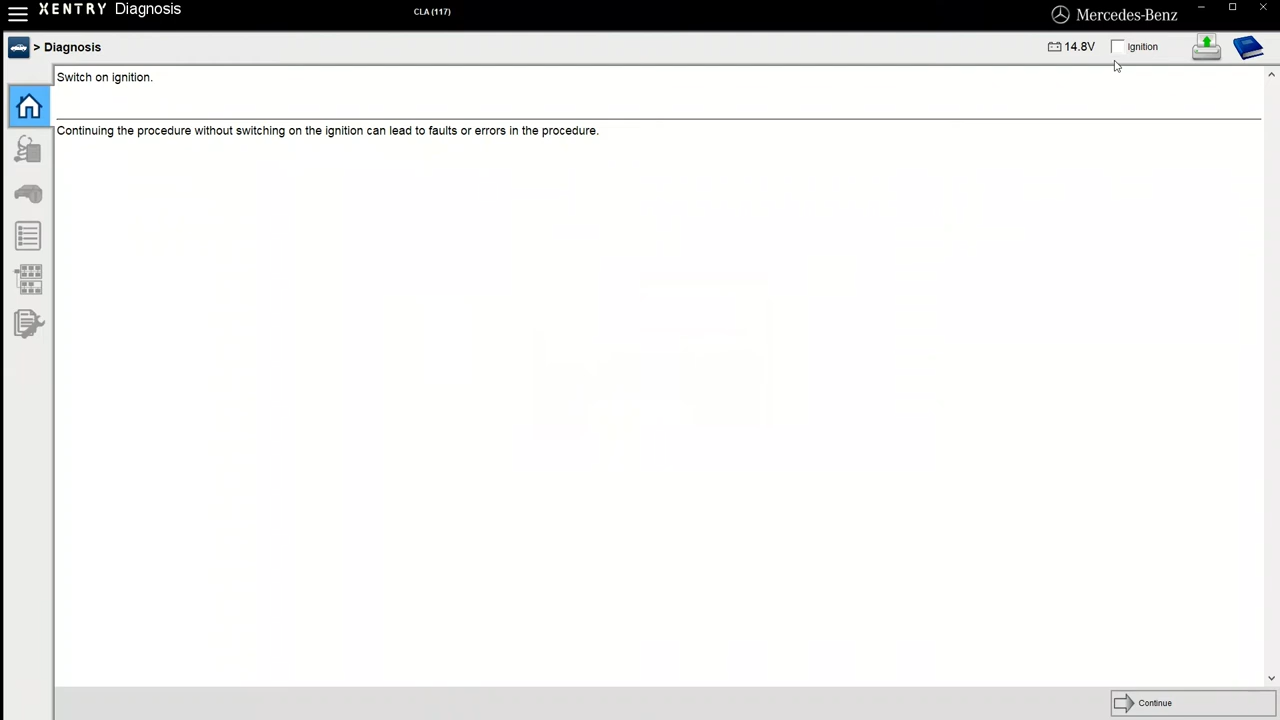 XENTRY Diagnosis
CLA (117)
Mercedes-Benz
> Diagnosis
14.8V
Ignition
Switch on ignition.
Continuing the procedure without switching on the ignition can lead to faults or errors in the procedure.
Continue